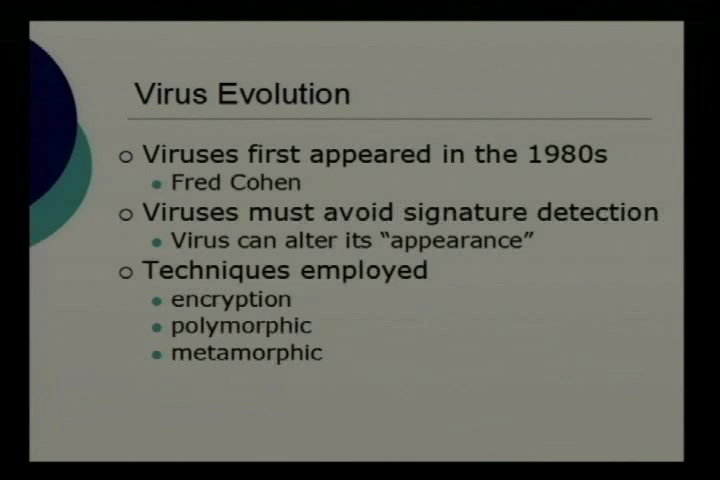 Virus Evolution
Viruses first appeared in the 1980s
Fred Cohen
Viruses must avoid signature detection
Virus can alter its “appearance”
Techniques employed
encryption
polymorphic
metamorphic